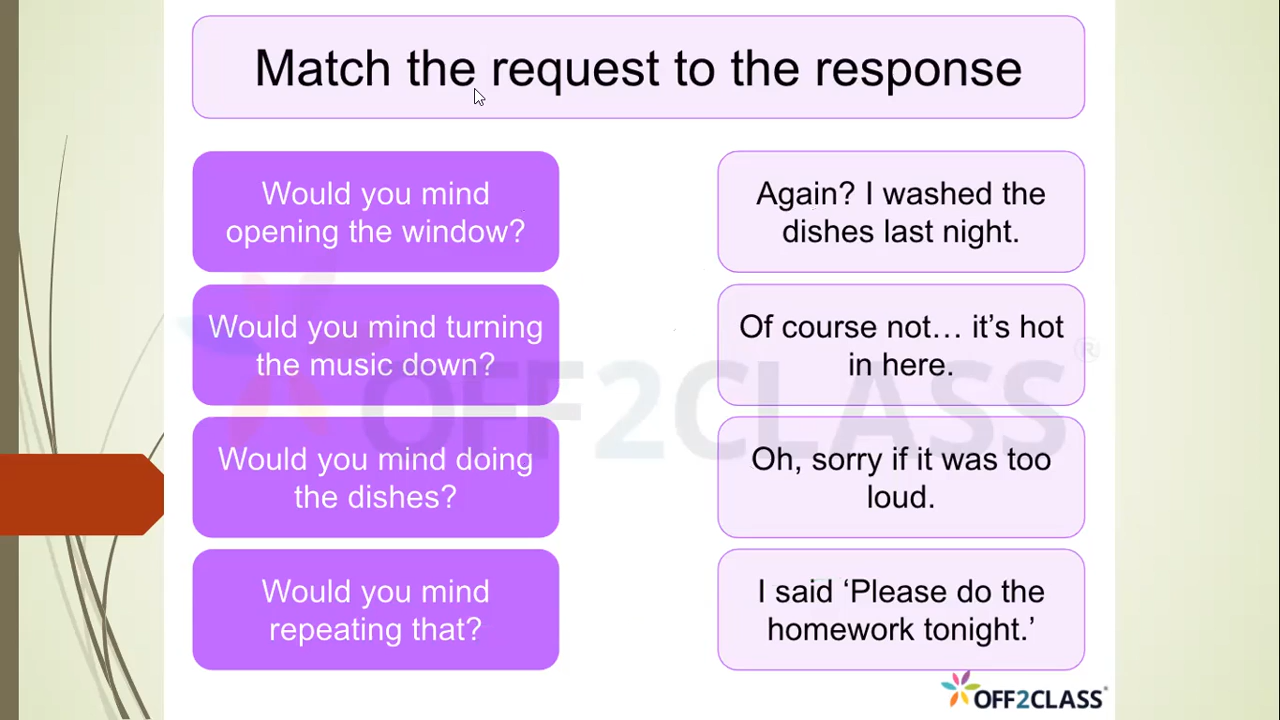 Match the request to the response
Would you mind
opening the window?
Again? I washed the
dishes last night.
Would you mind turning
the music down?
Of course not… it’s hot
in here.
Would you mind doing
the dishes?
Oh, sorry if it was too
loud.
Would you mind
repeating that?
I said ‘Please do the
homework tonight.’
OFF2CLASS®
OFF2CLASS®